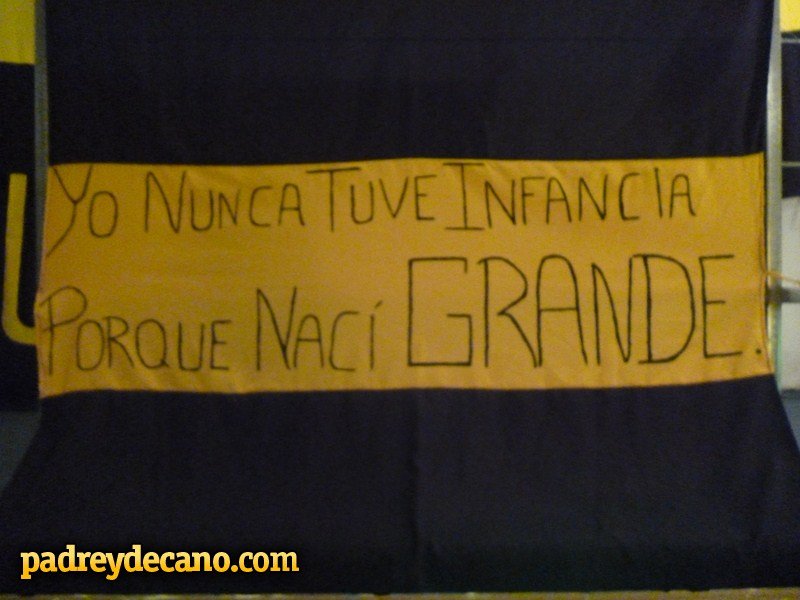 Yo NUNCA TUVE INFANCIA
PORQUE NACÍ GRANDE.
padreydecano.com